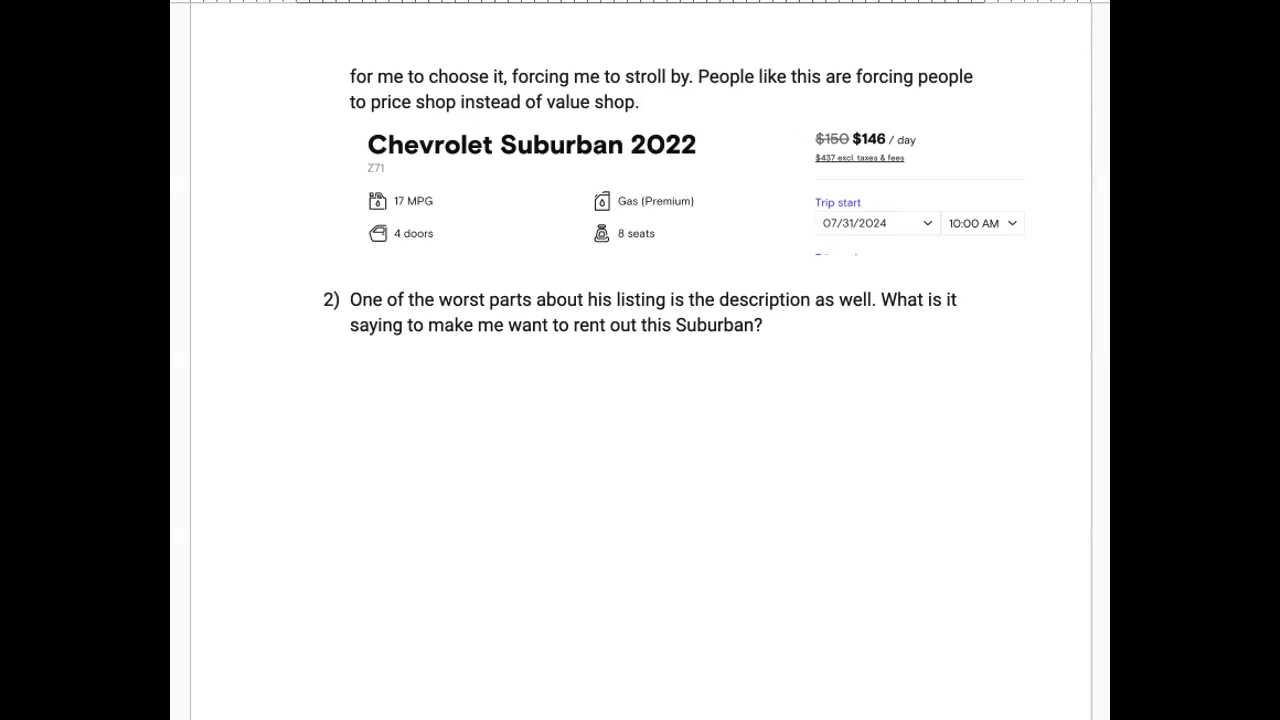 for me to choose it, forcing me to stroll by. People like this are forcing people
to price shop instead of value shop.
Chevrolet Suburban 2022
Z71
17 MPG
Gas (Premium)
4 doors
8 seats
$150 $146 / day
$437 excl. taxes & fees
Trip start
07/31/2024
10:00 AM
2) One of the worst parts about his listing is the description as well. What is it
saying to make me want to rent out this Suburban?